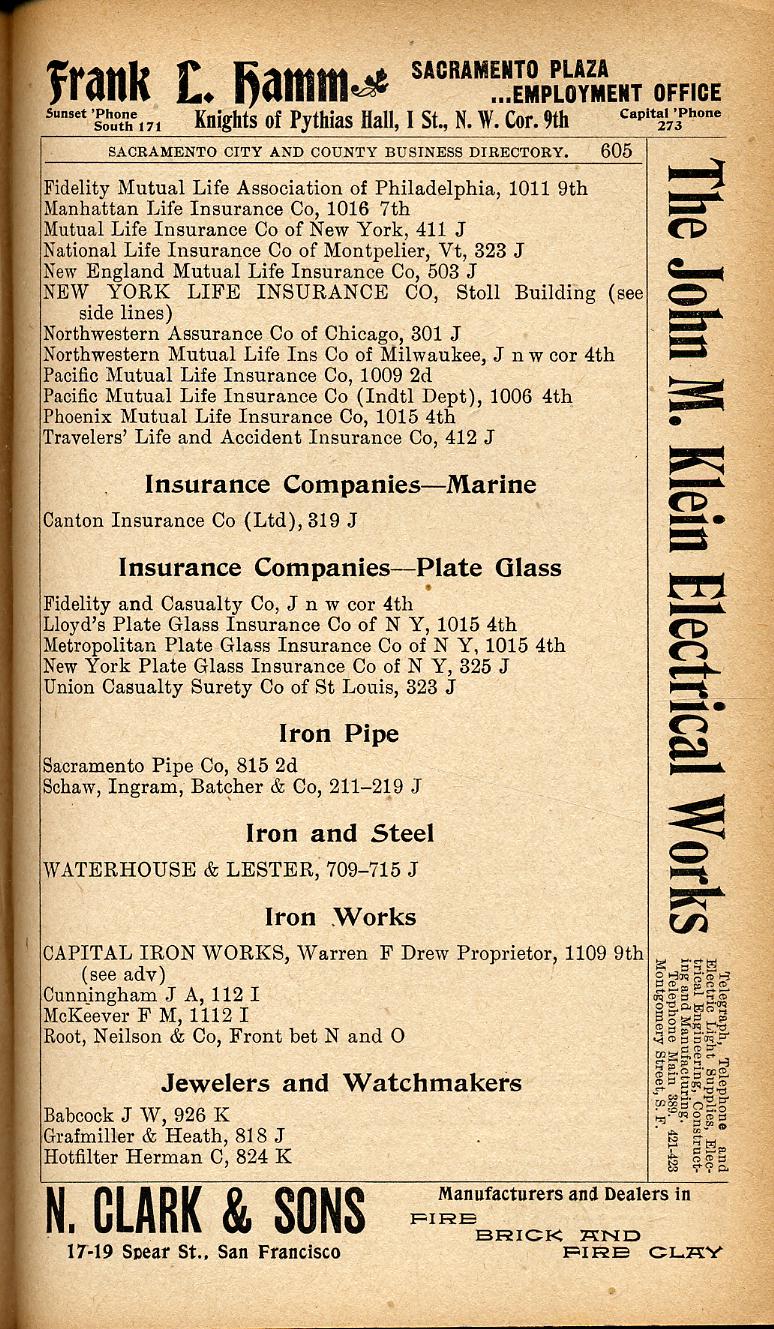 Frank L. Hamm
SACRAMENTO PLAZA
...EMPLOYMENT OFFICE
Sunset 'Phone
South 171
Knights of Pythias Hall, I St., N. W. Cor. 9th
Capital 'Phone
273
SACRAMENTO CITY AND COUNTY BUSINESS DIRECTORY. 605
Fidelity Mutual Life Association of Philadelphia, 1011 9th
Manhattan Life Insurance Co, 1016 7th
Mutual Life Insurance Co of New York, 411 J
National Life Insurance Co of Montpelier, Vt, 323 J
New England Mutual Life Insurance Co, 503 J
NEW YORK LIFE INSURANCE CO, Stoll Building (see
side lines)
Northwestern Assurance Co of Chicago, 301 J
Northwestern Mutual Life Ins Co of Milwaukee, J n w cor 4th
Pacific Mutual Life Insurance Co, 1009 2d
Pacific Mutual Life Insurance Co (Indtl Dept), 1006 4th
Phoenix Mutual Life Insurance Co, 1015 4th
Travelers' Life and Accident Insurance Co, 412 J
Insurance Companies—Marine
Canton Insurance Co (Ltd), 319 J
Insurance Companies—Plate Glass
Fidelity and Casualty Co, J n w cor 4th
Lloyd's Plate Glass Insurance Co of N Y, 1015 4th
Metropolitan Plate Glass Insurance Co of N Y, 1015 4th
New York Plate Glass Insurance Co of N Y, 325 J
Union Casualty Surety Co of St Louis, 323 J
Iron Pipe
Sacramento Pipe Co, 815 2d
Schaw, Ingram, Batcher & Co, 211–219 J
Iron and Steel
WATERHOUSE & LESTER, 709–715 J
Iron Works
CAPITAL IRON WORKS, Warren F Drew Proprietor, 1109 9th
(see adv)
Cunningham J A, 112 I
McKeever F M, 1112 I
Root, Neilson & Co, Front bet N and O
Jewelers and Watchmakers
Babcock J W, 926 K
Grafmiller & Heath, 818 J
Hotfilter Herman C, 824 K
The John M. Klein Electrical Works
Telegraph, Telephone and
Electric Light Supplies, Elec-
trical Engineering, Construct-
ing and Manufacturing.
Telephone Main 389. 421-423
Montgomery Street, S. F.
N. CLARK & SONS
17-19 Spear St., San Francisco
Manufacturers and Dealers in
FIRE
BRICK AND
FIRE CLAY